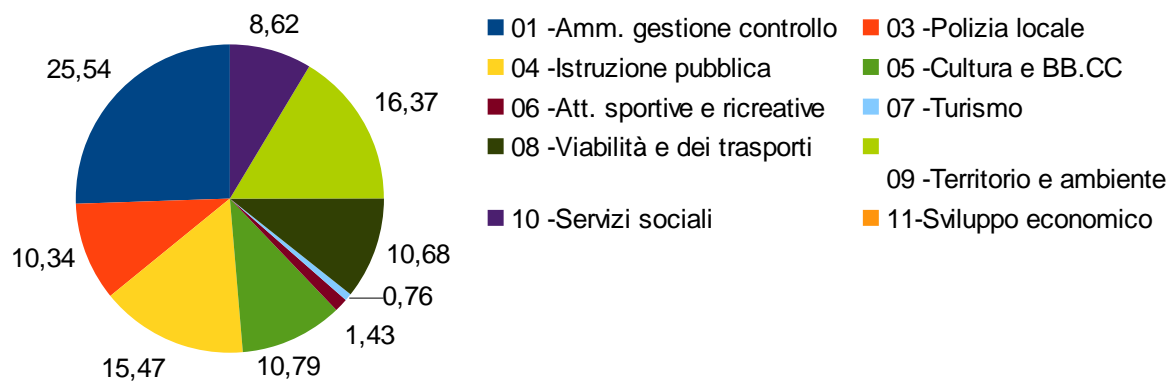 8,62
16,37
10,68
0,76
1,43
10,79
15,47
10,34
25,54
01 -Amm. gestione controllo
03 -Polizia locale
04 -Istruzione pubblica
05 -Cultura e BB.CC
06 -Att. sportive e ricreative
07 -Turismo
08 -Viabilità e dei trasporti
09 -Territorio e ambiente
10 -Servizi sociali
11-Sviluppo economico